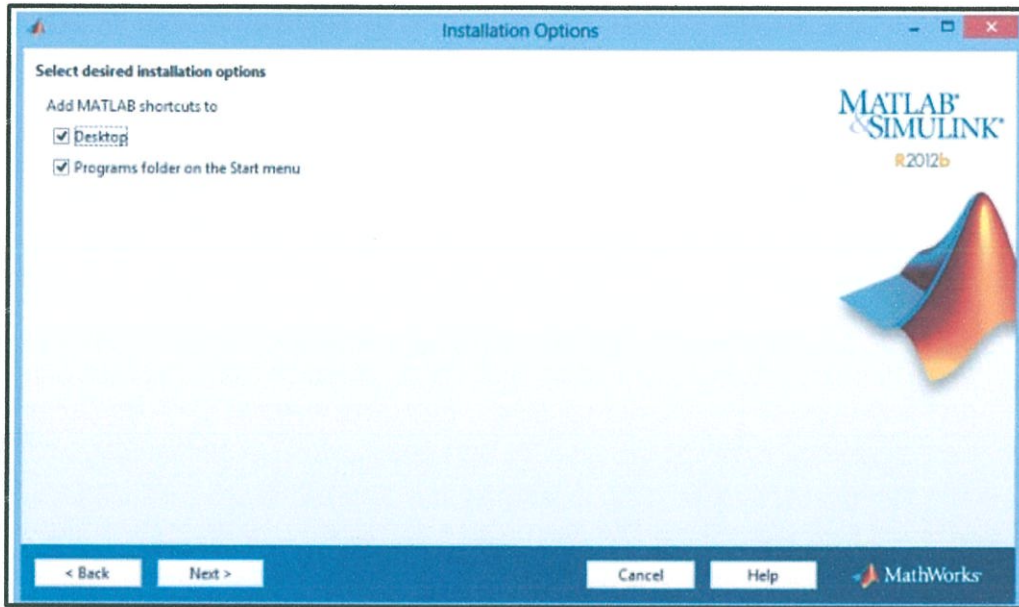 Installation Options
Select desired installation options
Add MATLAB shortcuts to
Desktop
Programs folder on the Start menu
MATLAB®
&SIMULINK®
R2012b
< Back
Next >
Cancel
Help
MathWorks®